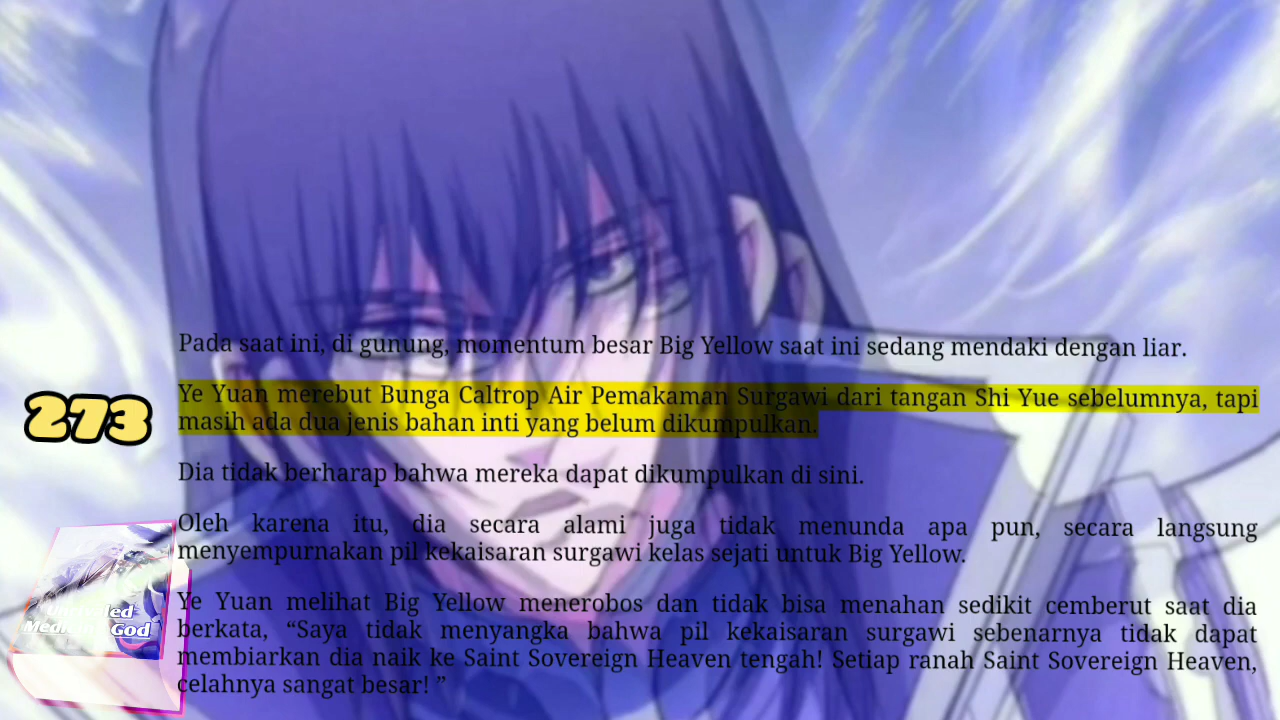 Pada saat ini, di gunung, momentum besar Big Yellow saat ini sedang mendaki dengan liar.
Ye Yuan merebut Bunga Caltrop Air Pemakaman Surgawi dari tangan Shi Yue sebelumnya, tapi
masih ada dua jenis bahan inti yang belum dikumpulkan.
273
Dia tidak berharap bahwa mereka dapat dikumpulkan di sini.
Oleh karena itu, dia secara alami juga tidak menunda apa pun, secara langsung
menyempurnakan pil kekaisaran surgawi kelas sejati untuk Big Yellow.
Ye Yuan melihat Big Yellow menerobos dan tidak bisa menahan sedikit cemberut saat dia
berkata, “Saya tidak menyangka bahwa pil kekaisaran surgawi sebenarnya tidak dapat
membiarkan dia naik ke Saint Sovereign Heaven tengah! Setiap ranah Saint Sovereign Heaven,
celahnya sangat besar! ”
Medicine God